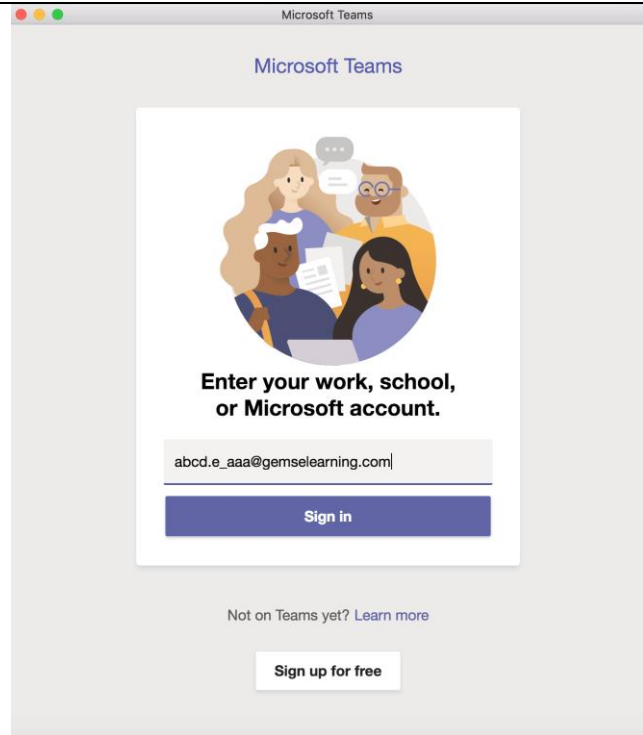 Microsoft Teams
Microsoft Teams
Enter your work, school,
or Microsoft account.
abcd.e_aaa@gemselearning.com
Sign in
Not on Teams yet? Learn more
Sign up for free